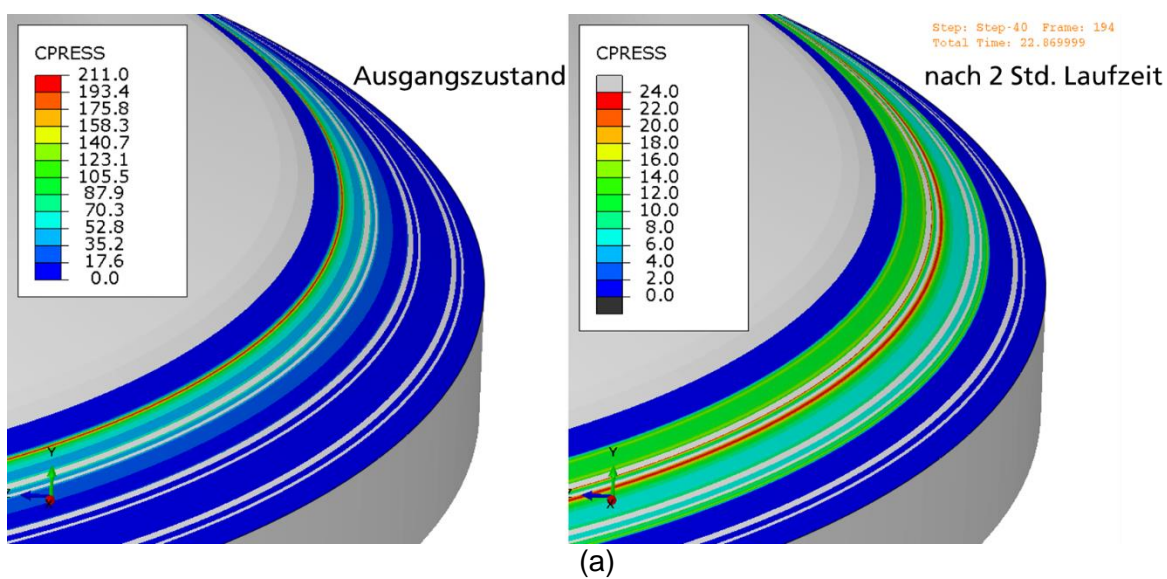 CPRESS
211.0
193.4
175.8
158.3
140.7
123.1
105.5
87.9
70.3
52.8
35.2
17.6
0.0
Ausgangszustand
Y
X
Step: Step-40 Frame: 194
Total Time: 22.869999
CPRESS
24.0
22.0
20.0
18.0
16.0
14.0
12.0
10.0
8.0
6.0
4.0
2.0
0.0
nach 2 Std. Laufzeit
Y
X
(a)